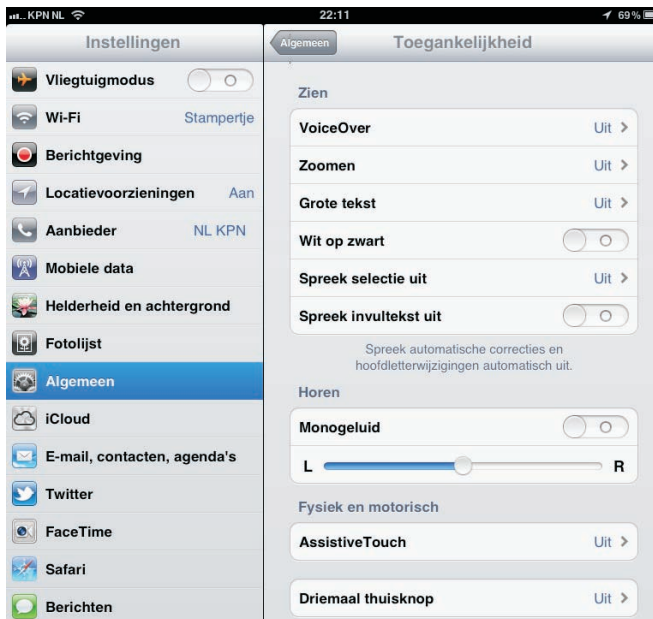 KPN NL 22:11 69%
Instellingen
Vliegtuigmodus
Wi-Fi Stampertje
Berichtgeving
Locatievoorzieningen Aan
Aanbieder NL KPN
Mobiele data
Helderheid en achtergrond
Fotolijst
Algemeen
iCloud
E-mail, contacten, agenda's
Twitter
FaceTime
Safari
Berichten
Algemeen Toegankelijkheid
Zien
VoiceOver Uit
Zoomen Uit
Grote tekst Uit
Wit op zwart
Spreek selectie uit Uit
Spreek invultekst uit
Spreek automatische correcties en
hoofdletterwijzigingen automatisch uit.
Horen
Monogeluid
L R
Fysiek en motorisch
AssistiveTouch Uit
Driemaal thuisknop Uit